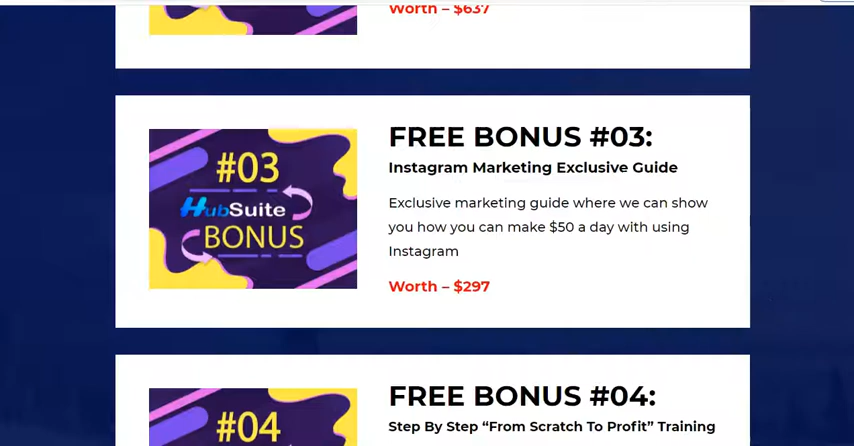 Worth – $637
#03
HubSuite
BONUS
FREE BONUS #03:
Instagram Marketing Exclusive Guide
Exclusive marketing guide where we can show
you how you can make $50 a day with using
Instagram
Worth – $297
#04
FREE BONUS #04:
Step By Step “From Scratch To Profit” Training